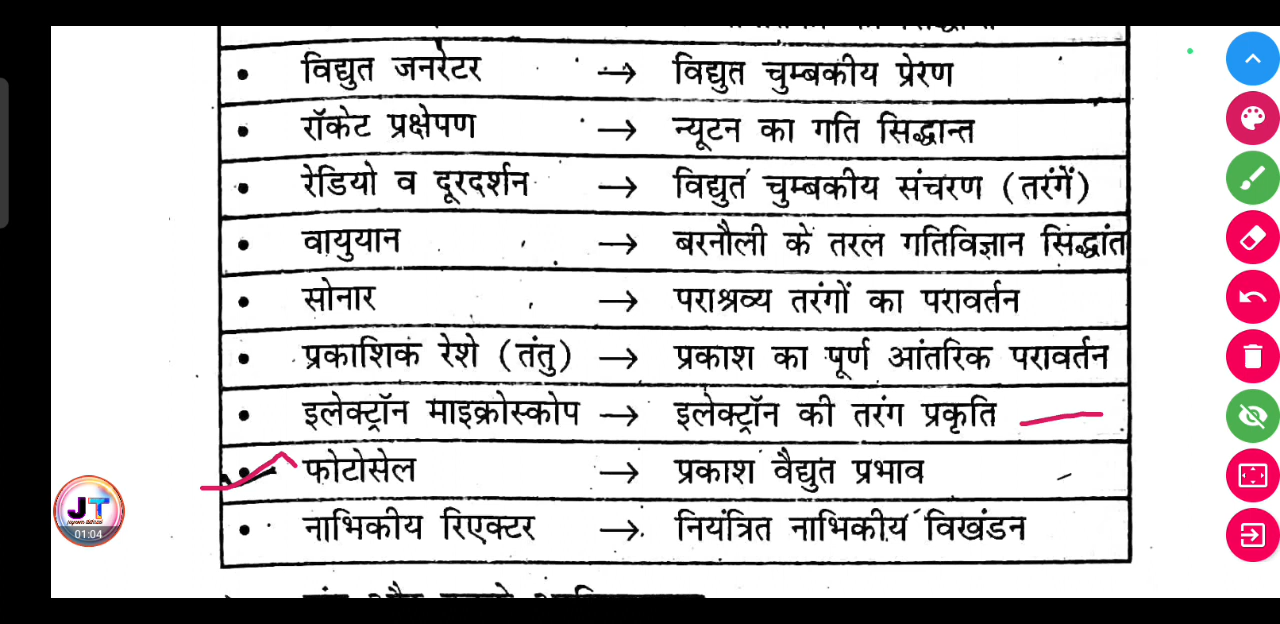 • विद्युत जनरेटर → विद्युत चुम्बकीय प्रेरण
• रॉकेट प्रक्षेपण → न्यूटन का गति सिद्धान्त
• रेडियो व दूरदर्शन → विद्युत चुम्बकीय संचरण (तरंगें)
• वायुयान → बरनौली के तरल गतिविज्ञान सिद्धांत
• सोनार → पराश्रव्य तरंगों का परावर्तन
• प्रकाशिक रेशे (तंतु) → प्रकाश का पूर्ण आंतरिक परावर्तन
• इलेक्ट्रॉन माइक्रोस्कोप → इलेक्ट्रॉन की तरंग प्रकृति
• फोटोसेल → प्रकाश वैद्युत प्रभाव
JT
01:04
• नाभिकीय रिएक्टर → नियंत्रित नाभिकीय विखंडन